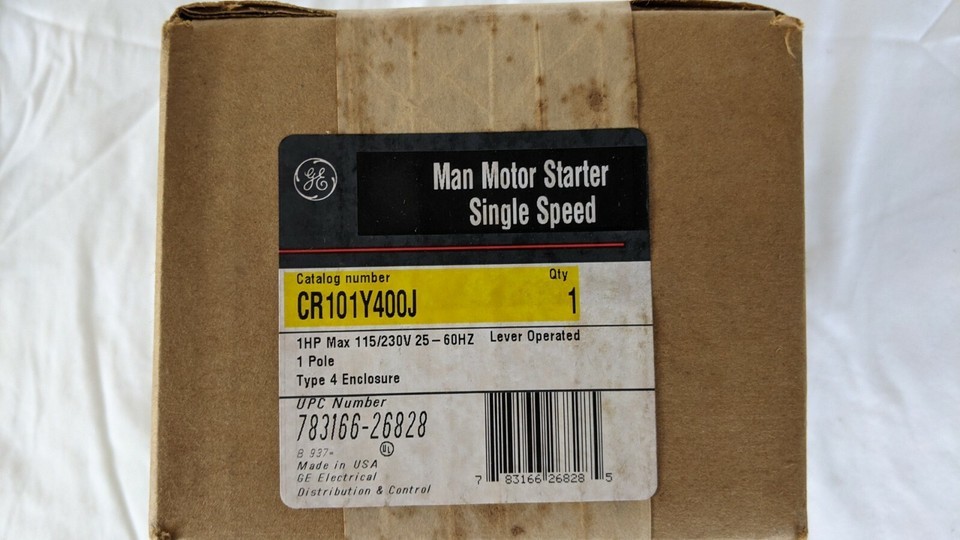 GE
Man Motor Starter
Single Speed
Catalog number Qty
CR101Y400J 1
1HP Max 115/230V 25-60HZ Lever Operated
1 Pole
Type 4 Enclosure
UPC Number
783166-26828
UL
B 937-
Made in USA
GE Electrical
Distribution & Control
7 83166 26828 5